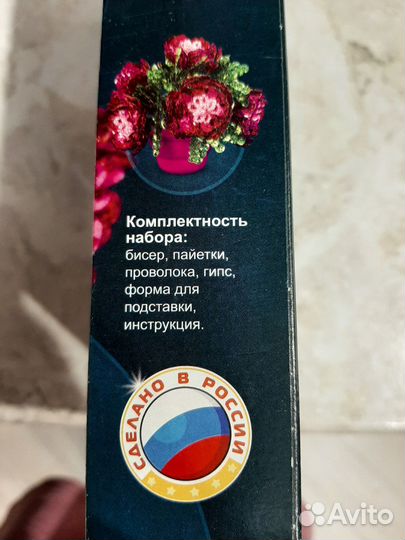 Комплектность
набора:
бисер, пайетки,
проволока, гипс,
форма для
подставки,
инструкция.
СДЕЛАНО В РОССИИ
Avito